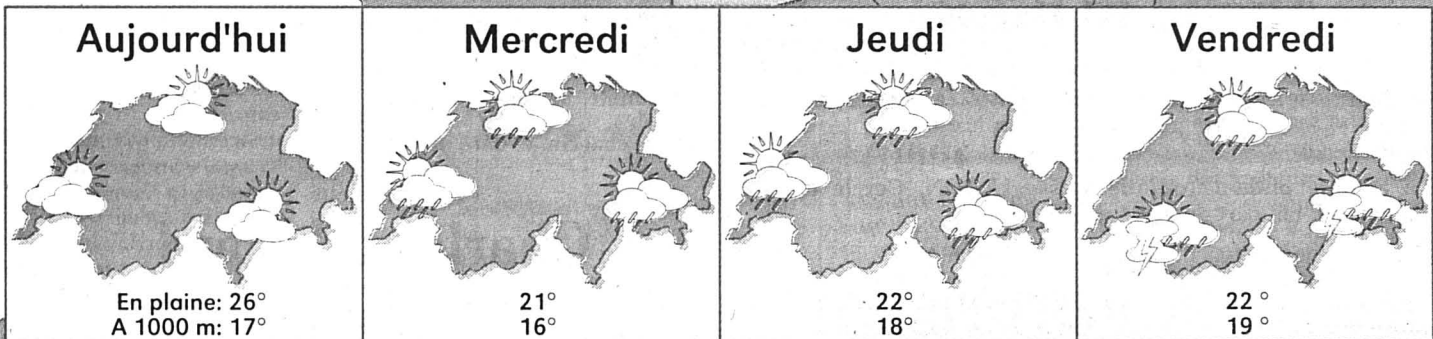 Aujourd'hui
En plaine: 26°
A 1000 m: 17°
Mercredi
21°
16°
Jeudi
22°
18°
Vendredi
22 °
19 °